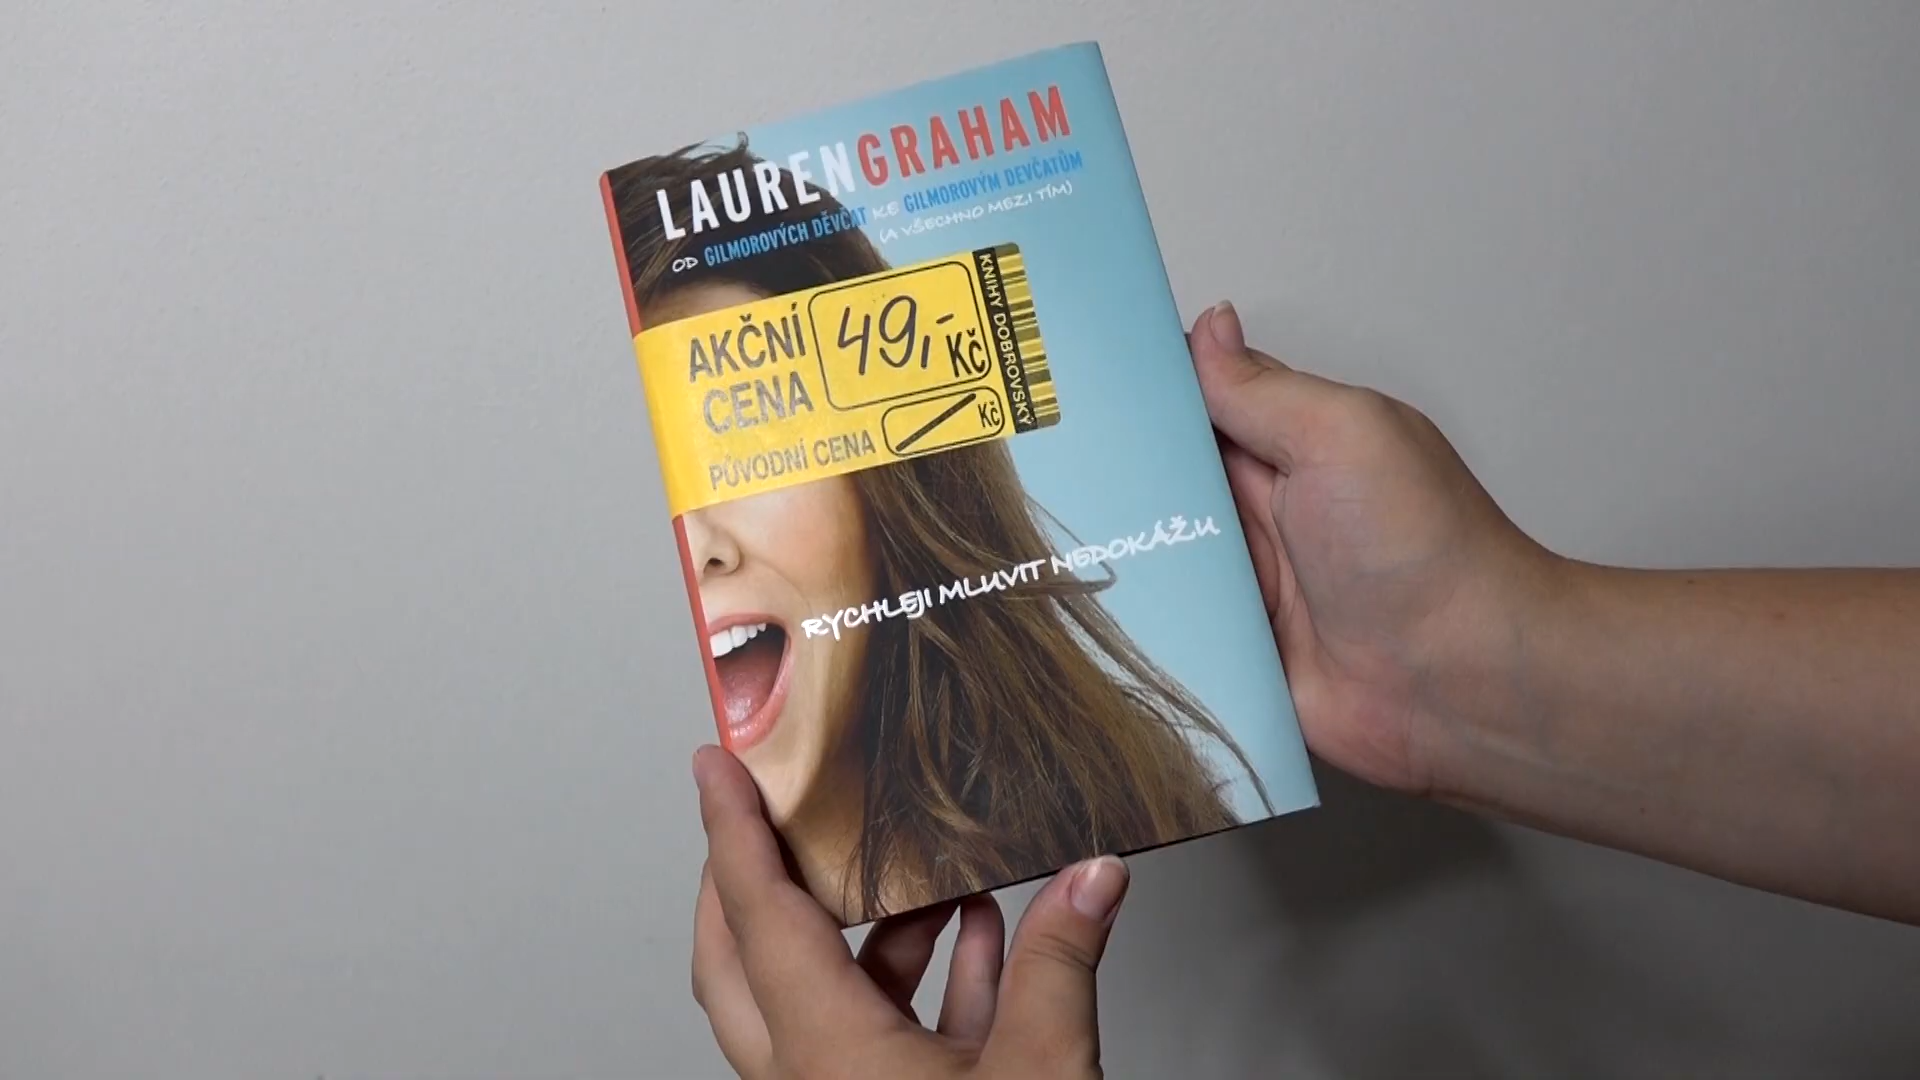 LAUREN GRAHAM
OD GILMOROVÝCH DĚVČAT KE GILMOROVÝM DEVČATŮM
(A VŠECHNO MEZI TÍM)
AKČNÍ
CENA
49,-
Kč
PŮVODNÍ CENA
Kč
KNIHY DOBROVSKÝ
RYCHLEJI MLUVIT NEDOKÁŽU